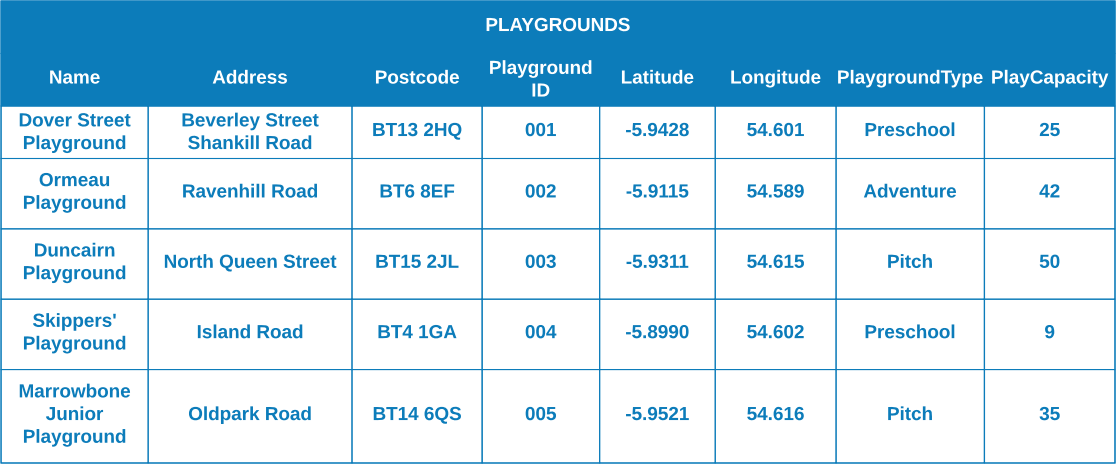 PLAYGROUNDS
Name Address Postcode Playground ID Latitude Longitude PlaygroundType PlayCapacity
Dover Street Playground Beverley Street Shankill Road BT13 2HQ 001 -5.9428 54.601 Preschool 25
Ormeau Playground Ravenhill Road BT6 8EF 002 -5.9115 54.589 Adventure 42
Duncairn Playground North Queen Street BT15 2JL 003 -5.9311 54.615 Pitch 50
Skippers' Playground Island Road BT4 1GA 004 -5.8990 54.602 Preschool 9
Marrowbone Junior Playground Oldpark Road BT14 6QS 005 -5.9521 54.616 Pitch 35